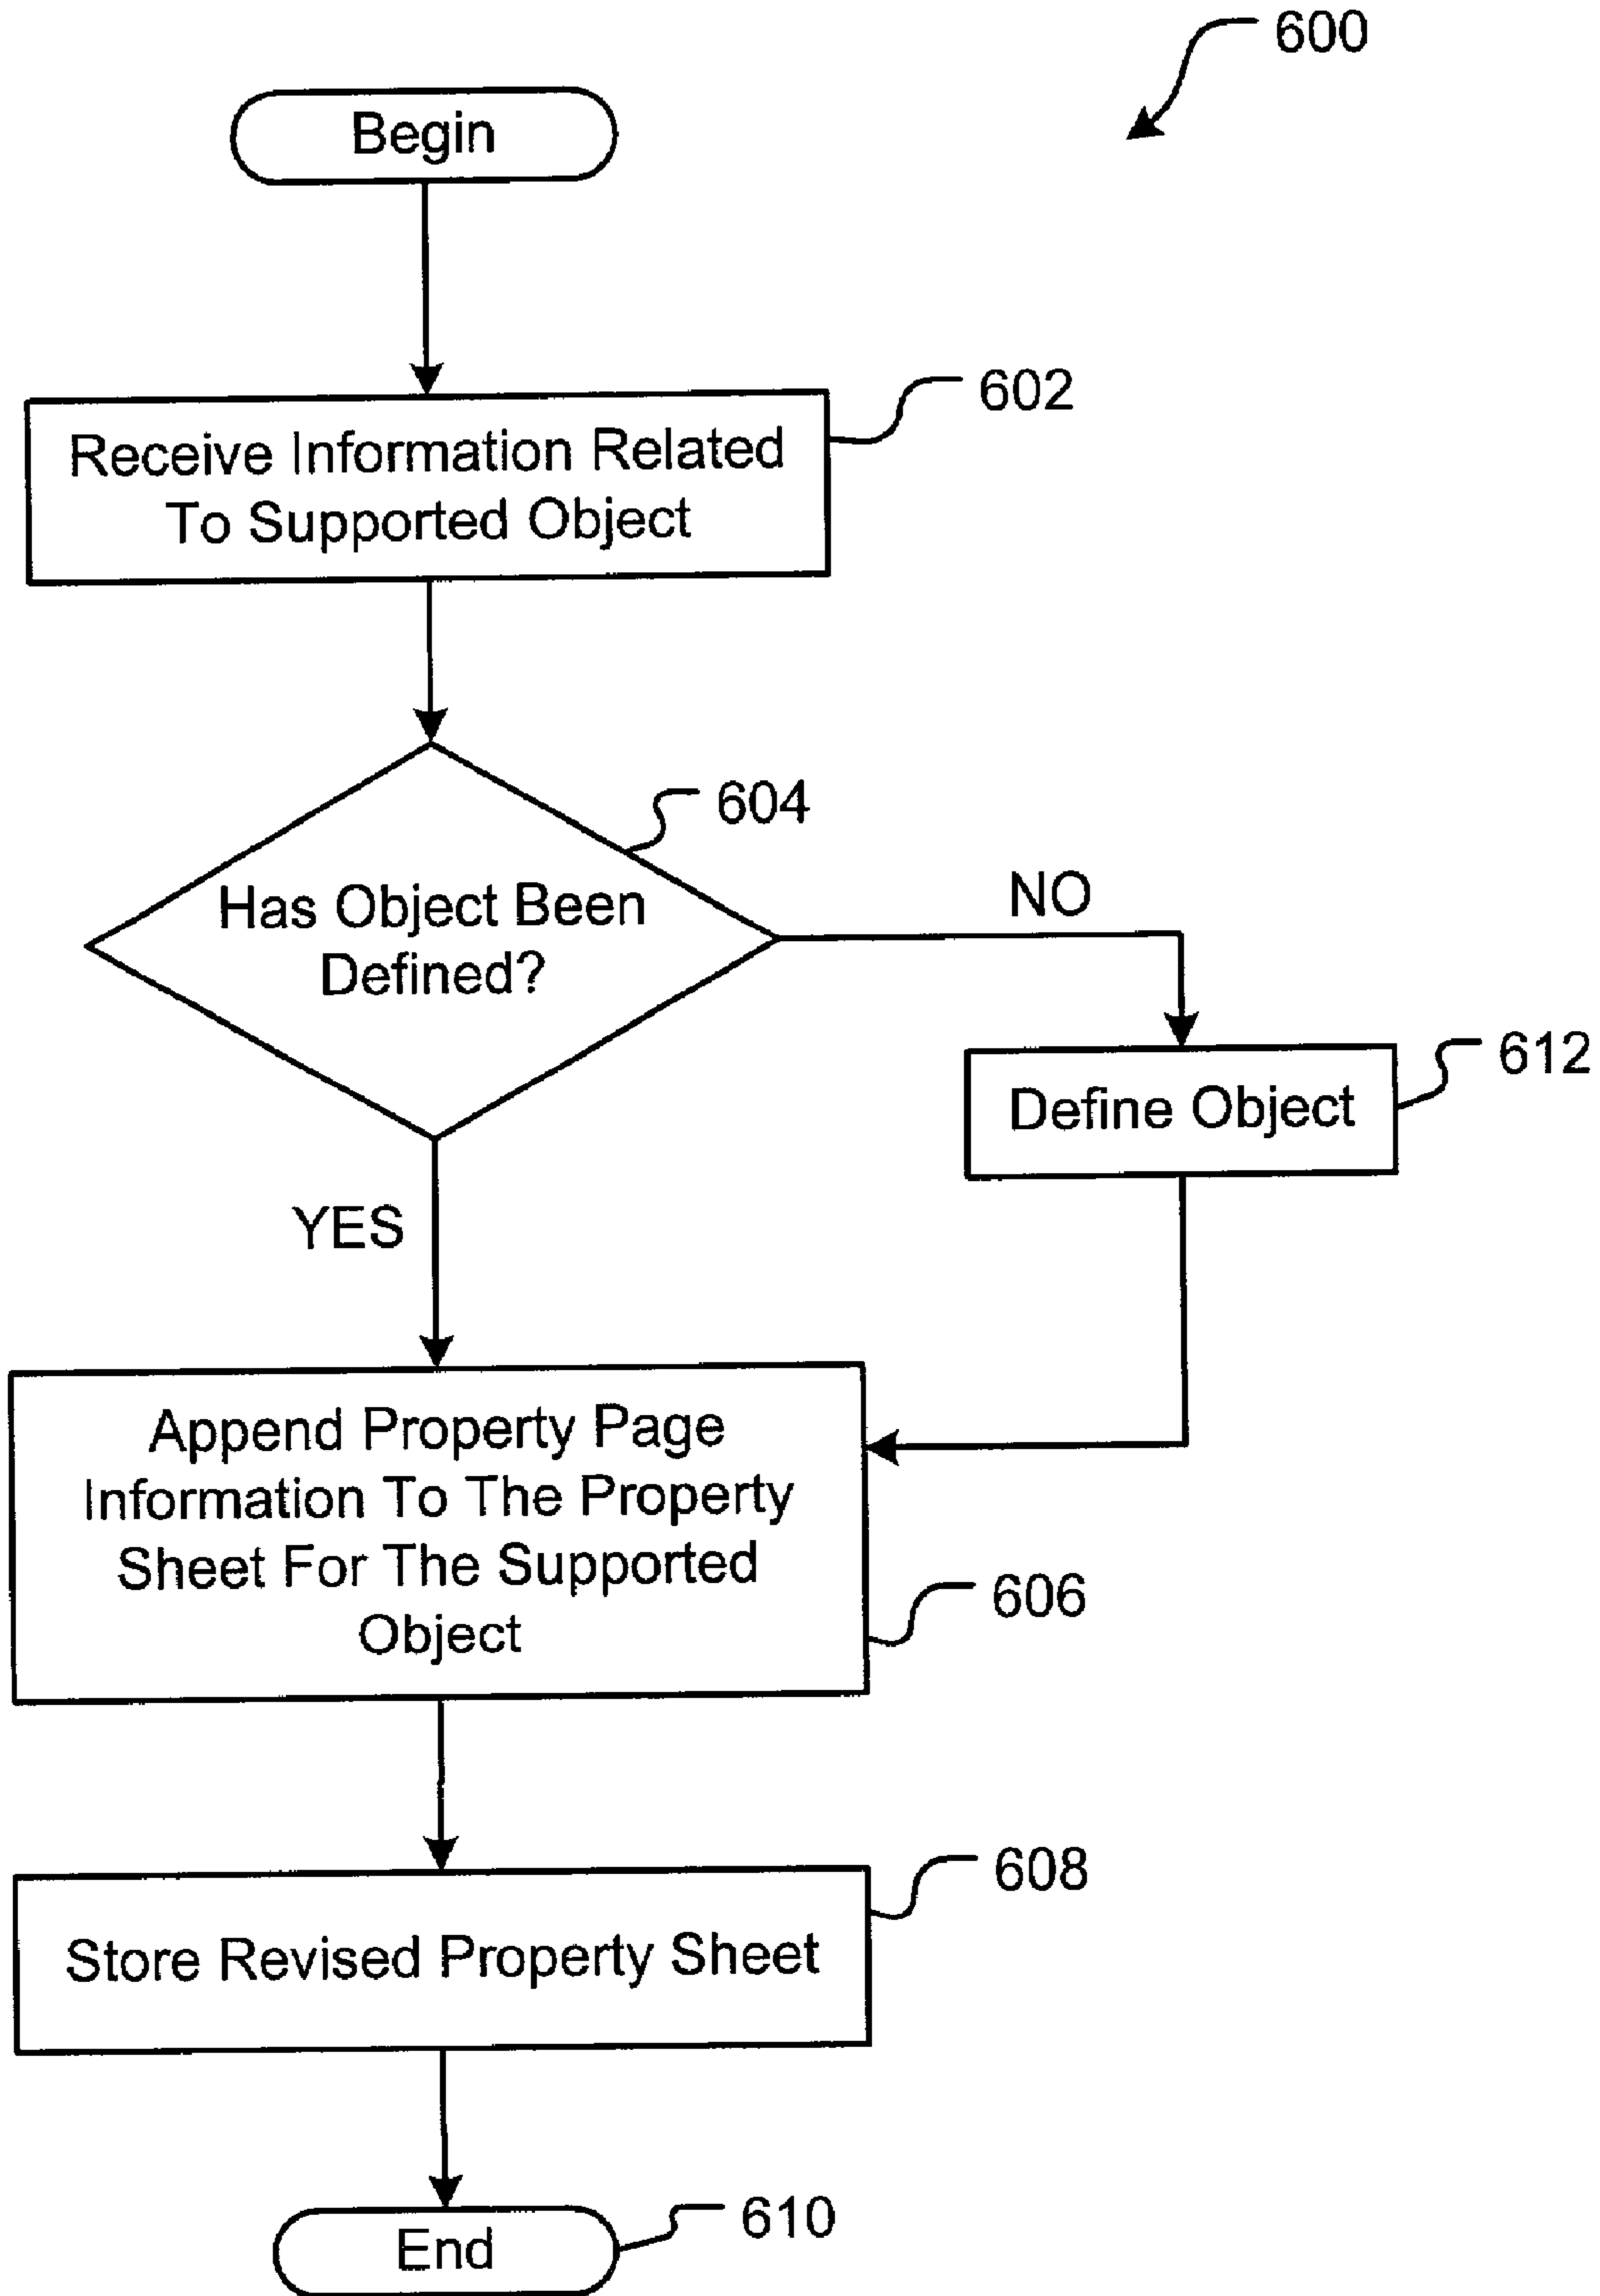 600
Begin
602
Receive Information Related
To Supported Object
604
Has Object Been
Defined?
NO
612
Define Object
YES
Append Property Page
Information To The Property
Sheet For The Supported
Object
606
608
Store Revised Property Sheet
610
End